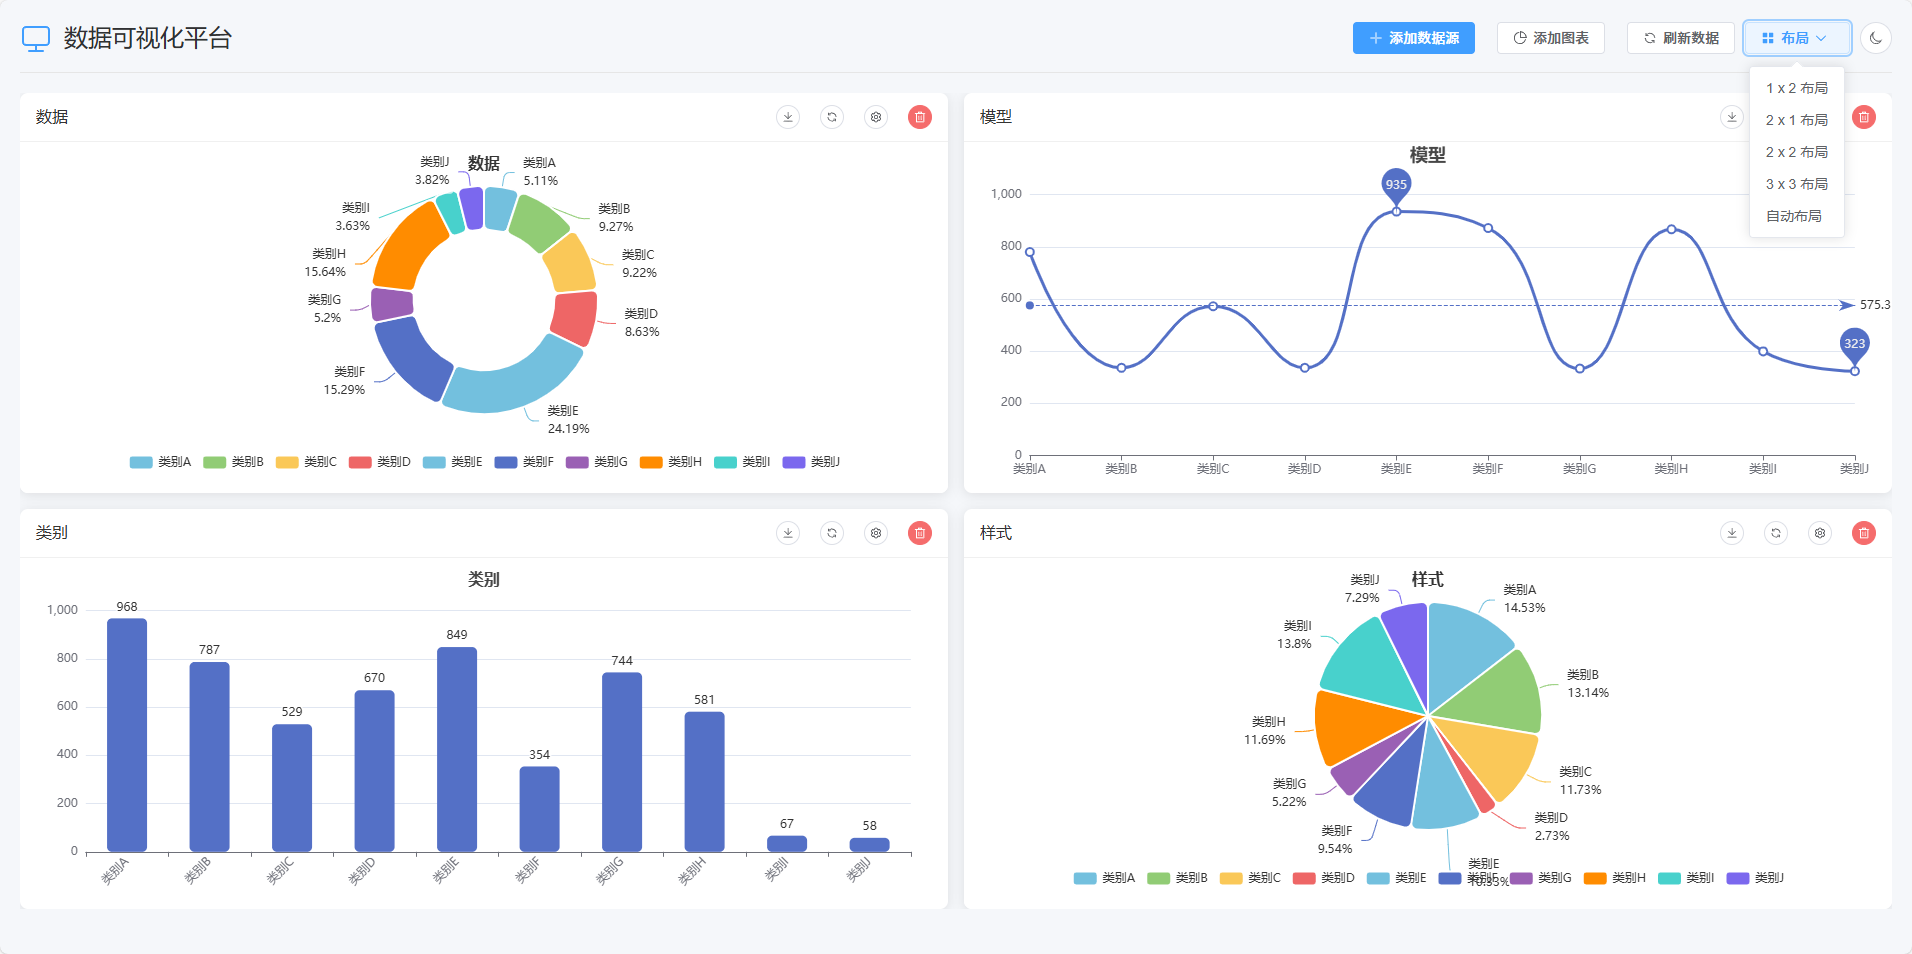 数据可视化平台
添加数据源
添加图表
刷新数据
布局
1 x 2 布局
2 x 1 布局
2 x 2 布局
3 x 3 布局
自动布局
数据
数据
类别A
5.11%
类别B
9.27%
类别C
9.22%
类别D
8.63%
类别E
24.19%
类别F
15.29%
类别G
5.2%
类别H
15.64%
类别I
3.63%
类别J
3.82%
类别A 类别B 类别C 类别D 类别E 类别F 类别G 类别H 类别I 类别J
模型
模型
1,000
800
600
400
200
0
935
575.3
323
类别A 类别B 类别C 类别D 类别E 类别F 类别G 类别H 类别I 类别J
类别
类别
1,000
800
600
400
200
0
968
787
529
670
849
354
744
581
67
58
类别A 类别B 类别C 类别D 类别E 类别F 类别G 类别H 类别I 类别J
样式
样式
类别A
14.53%
类别B
13.14%
类别C
11.73%
类别D
2.73%
类别E
类别F
9.54%
类别G
5.22%
类别H
11.69%
类别I
13.8%
类别J
7.29%
类别A 类别B 类别C 类别D 类别E 类别F 类别G 类别H 类别I 类别J